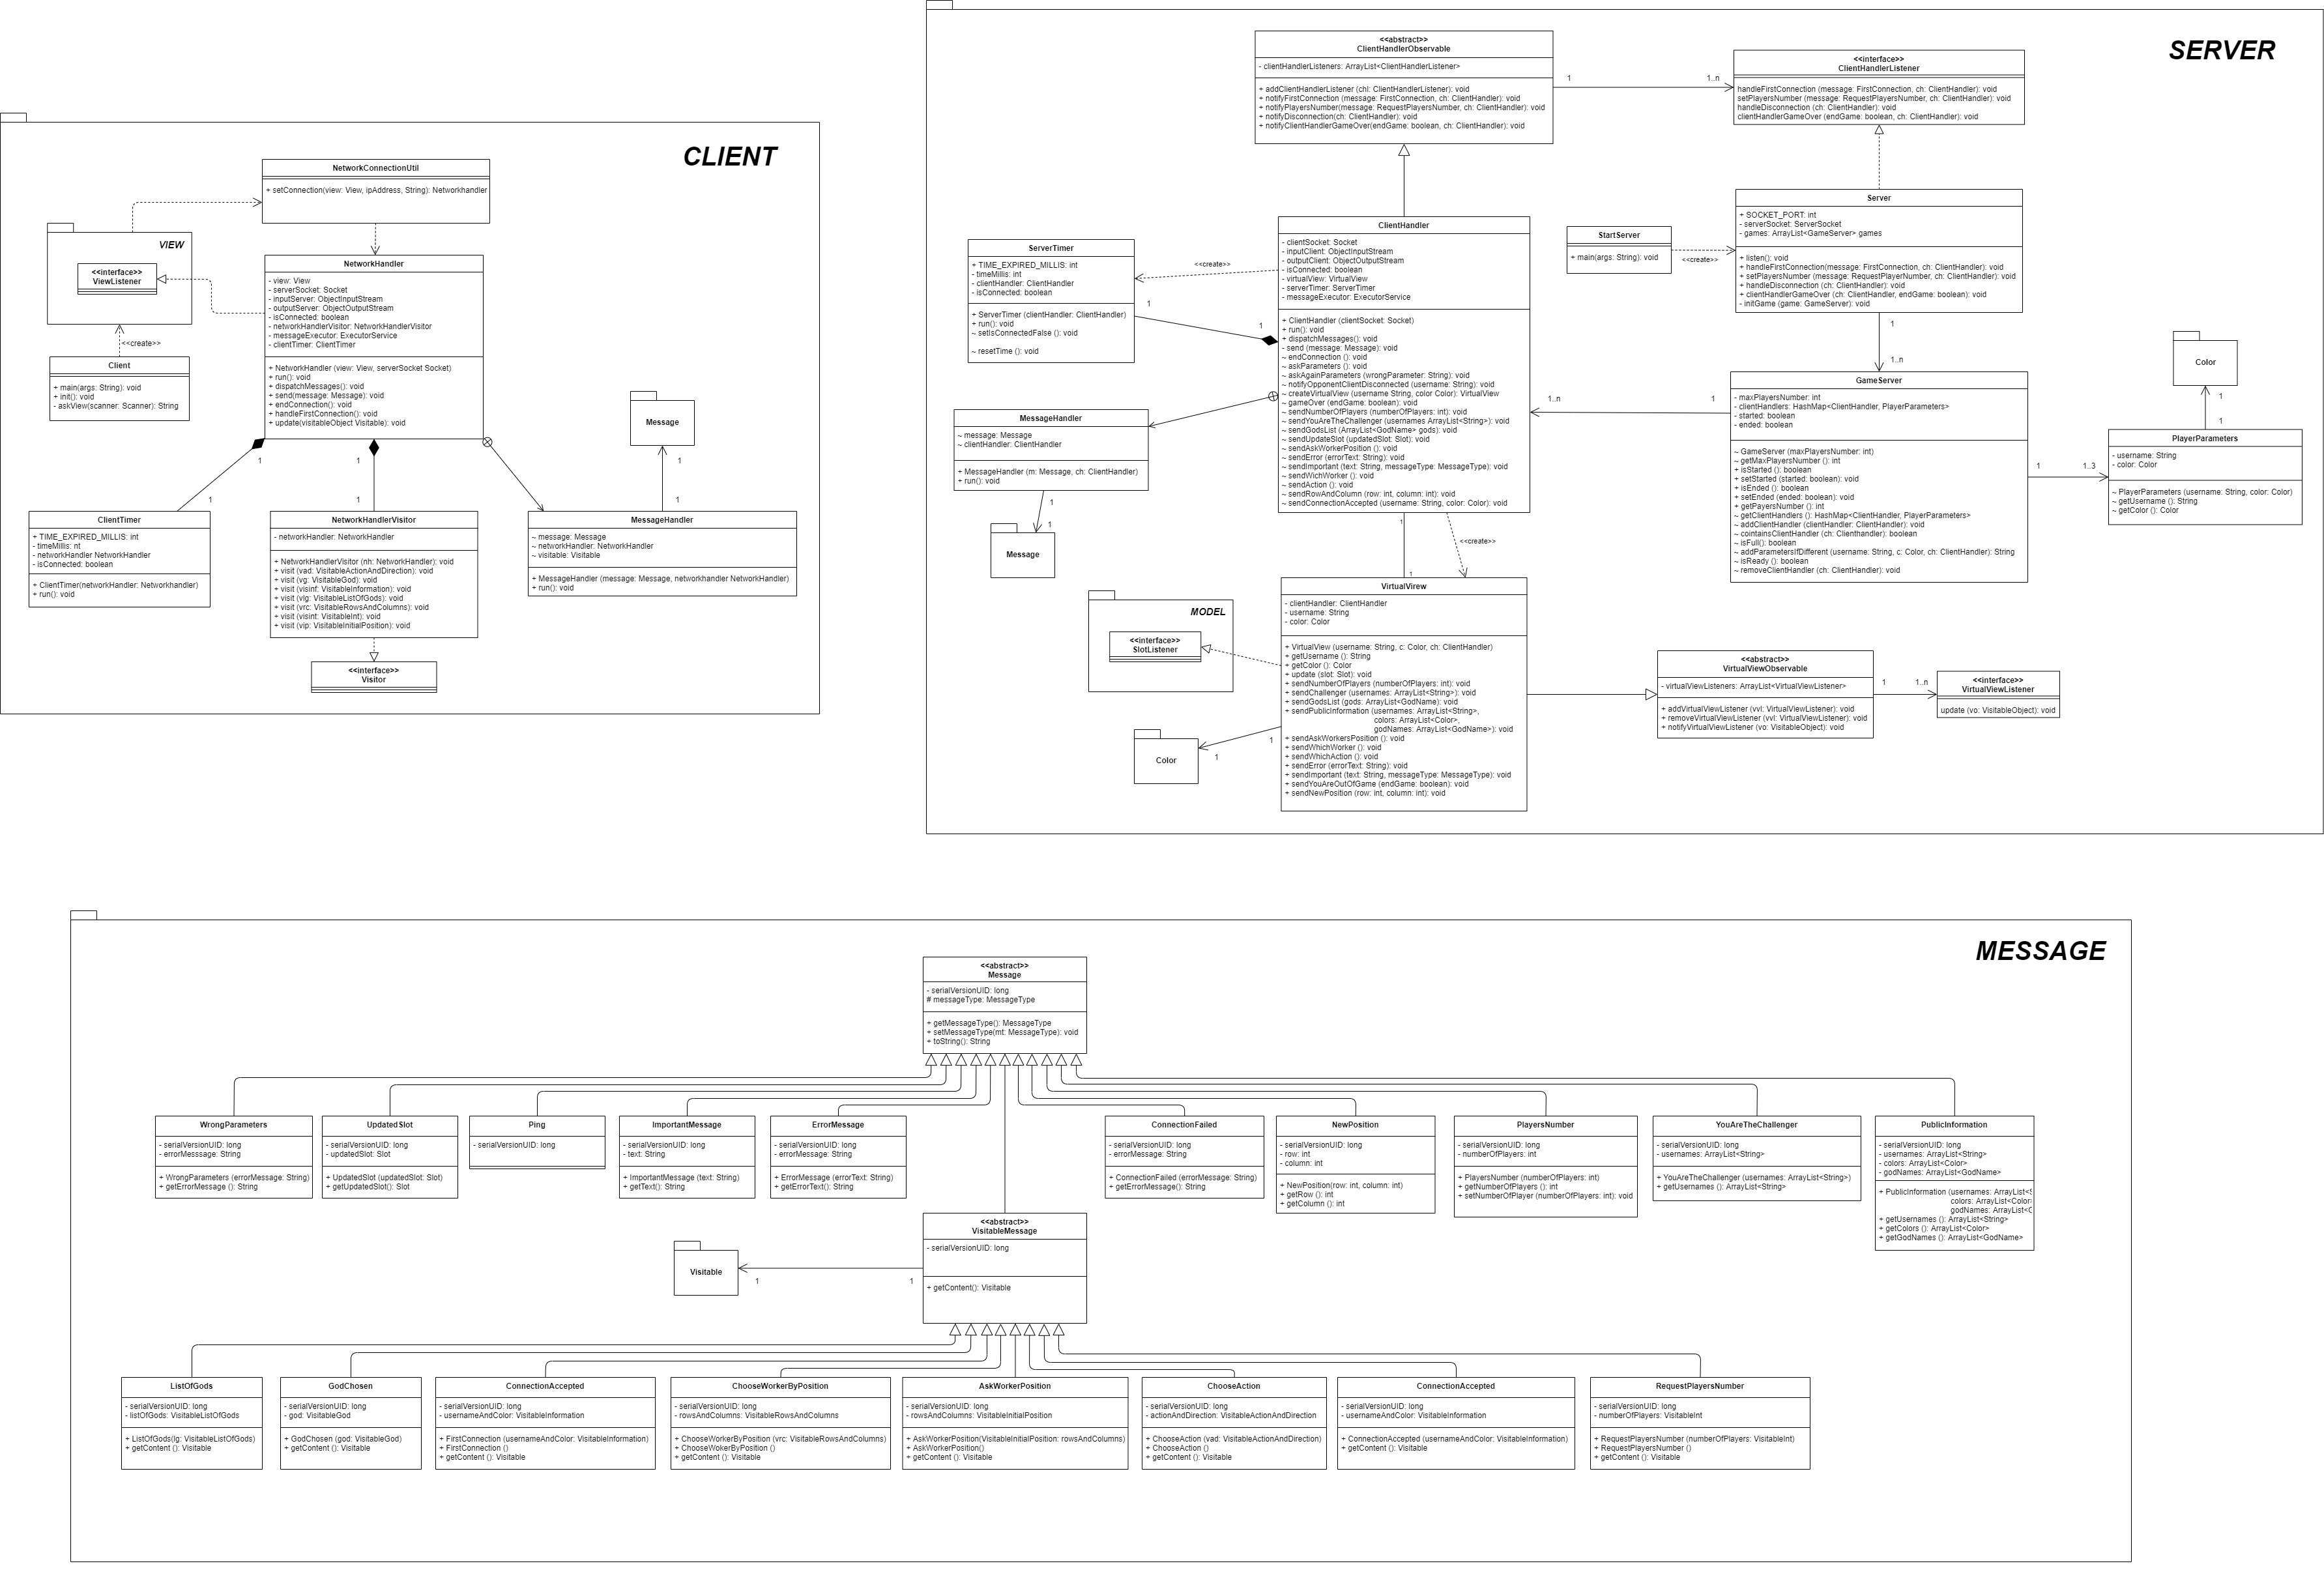 CLIENT
NetworkConnectionUtil
+ setConnection(view: View, ipAddress, String): Networkhandler
VIEW
<<interface>>
ViewListener
<<create>>
Client
+ main(args: String): void
+ init(): void
- askView(scanner: Scanner): String
NetworkHandler
- view: View
- serverSocket: Socket
- inputServer: ObjectInputStream
- outputServer: ObjectOutputStream
- isConnected: boolean
- networkHandlerVisitor: NetworkHandlerVisitor
- messageExecutor: ExecutorService
- clientTimer: ClientTimer
+ NetworkHandler (view: View, serverSocket Socket)
+ run(): void
+ dispatchMessages(): void
+ send(message: Message): void
+ endConnection(): void
+ handleFirstConnection(): void
+ update(visitableObject Visitable): void
Message
1
1
1
1
1
1
ClientTimer
+ TIME_EXPIRED_MILLIS: int
- timeMillis: nt
- networkHandler NetworkHandler
- isConnected: boolean
+ ClientTimer(networkHandler: Networkhandler)
+ run(): void
NetworkHandlerVisitor
- networkHandler: NetworkHandler
+ NetworkHandlerVisitor (nh: NetworkHandler): void
+ visit (vad: VisitableActionAndDirection): void
+ visit (vg: VisitableGod): void
+ visit (visinf: VisitableInformation): void
+ visit (vlg: VisitableListOfGods): void
+ visit (vrc: VisitableRowsAndColumns): void
+ visit (visint: VisitableInt): void
+ visit (vip: VisitableInitialPosition): void
MessageHandler
~ message: Message
~ networkHandler: NetworkHandler
~ visitable: Visitable
+ MessageHandler (message: Message, networkhandler NetworkHandler)
+ run(): void
<<interface>>
Visitor
SERVER
<<abstract>>
ClientHandlerObservable
- clientHandlerListeners: ArrayList<ClientHandlerListener>
+ addClientHandlerListener (chl: ClientHandlerListener): void
+ notifyFirstConnection (message: FirstConnection, ch: ClientHandler): void
+ notifyPlayersNumber(message: RequestPlayersNumber, ch: ClientHandler): void
+ notifyDisconnection(ch: ClientHandler): void
+ notifyClientHandlerGameOver(endGame: boolean, ch: ClientHandler): void
1
1..n
<<interface>>
ClientHandlerListener
handleFirstConnection (message: FirstConnection, ch: ClientHandler): void
setPlayersNumber (message: RequestPlayersNumber, ch: ClientHandler): void
handleDisconnection (ch: ClientHandler): void
clientHandlerGameOver (endGame: boolean, ch: ClientHandler): void
ServerTimer
+ TIME_EXPIRED_MILLIS: int
- timeMillis: int
- clientHandler: ClientHandler
- isConnected: boolean
+ ServerTimer (clientHandler: ClientHandler)
+ run(): void
~ setIsConnectedFalse (): void
~ resetTime (): void
<<create>>
1
1
ClientHandler
- clientSocket: Socket
- inputClient: ObjectInputStream
- outputClient: ObjectOutputStream
- isConnected: boolean
- virtualView: VirtualView
- serverTimer: ServerTimer
- messageExecutor: ExecutorService
+ ClientHandler (clientSocket: Socket)
+ run(): void
+ dispatchMessages(): void
- send (message: Message): void
~ endConnection (): void
~ askParameters (): void
~ askAgainParameters (wrongParameter: String): void
~ notifyOpponentClientDisconnected (username: String): void
~ createVirtualView (username String, color Color): VirtualView
~ gameOver (endGame: boolean): void
~ sendNumberOfPlayers (numberOfPlayers: int): void
~ sendYouAreTheChallenger (usernames ArrayList<String>): void
~ sendGodsList (ArrayList<GodName> gods): void
~ sendUpdateSlot (updatedSlot: Slot): void
~ sendAskWorkerPosition (): void
~ sendError (errorText: String): void
~ sendImportant (text: String, messageType: MessageType): void
~ sendWichWorker (): void
~ sendAction (): void
~ sendRowAndColumn (row: int, column: int): void
~ sendConnectionAccepted (username: String, color: Color): void
StartServer
+ main(args: String): void
<<create>>
Server
+ SOCKET_PORT: int
- serverSocket: ServerSocket
- games: ArrayList<GameServer> games
+ listen(): void
+ handleFirstConnection(message: FirstConnection, ch: ClientHandler): void
+ setPlayersNumber (message: RequestPlayerNumber, ch: ClientHandler): void
+ handleDisconnection (ch: ClientHandler): void
+ clientHandlerGameOver (ch: ClientHandler, endGame: boolean): void
- initGame (game: GameServer): void
1
1..n
GameServer
- maxPlayersNumber: int
- clientHandlers: HashMap<ClientHandler, PlayerParameters>
- started: boolean
- ended: boolean
~ GameServer (maxPlayersNumber: int)
~ getMaxPlayersNumber (): int
+ isStarted (): boolean
+ setStarted (started: boolean): void
+ isEnded (): boolean
+ setEnded (ended: boolean): void
+ getPayersNumber (): int
~ getClientHandlers (): HashMap<ClientHandler, PlayerParameters>
~ addClientHandler (clientHandler: ClientHandler): void
~ cointainsClientHandler (ch: Clienthandler): boolean
~ isFull(): boolean
~ addParametersIfDifferent (username: String, c: Color, ch: ClientHandler): String
~ isReady (): boolean
~ removeClientHandler (ch: ClientHandler): void
1..n
1
1
1..3
Color
1
1
PlayerParameters
- username: String
- color: Color
~ PlayerParameters (username: String, color: Color)
~ getUsername (): String
~ getColor (): Color
MessageHandler
~ message: Message
~ clientHandler: ClientHandler
+ MessageHandler (m: Message, ch: ClientHandler)
+ run(): void
1
1
Message
1
<<create>>
1
MODEL
<<interface>>
SlotListener
Color
1
1
VirtualVirew
- clientHandler: ClientHandler
- username: String
- color: Color
+ VirtualView (username: String, c: Color, ch: ClientHandler)
+ getUsername (): String
+ getColor (): Color
+ update (slot: Slot): void
+ sendNumberOfPlayers (numberOfPlayers: int): void
+ sendChallenger (usernames: ArrayList<String>): void
+ sendGodsList (gods: ArrayList<GodName): void
+ sendPublicInformation (usernames: ArrayList<String>,
colors: ArrayList<Color>,
godNames: ArrayList<GodName>): void
+ sendAskWorkersPosition (): void
+ sendWhichWorker (): void
+ sendWhichAction (): void
+ sendError (errorText: String): void
+ sendImportant (text: String, messageType: MessageType): void
+ sendYouAreOutOfGame (endGame: boolean): void
+ sendNewPosition (row: int, column: int): void
<<abstract>>
VirtualViewObservable
- virtualViewListeners: ArrayList<VirtualViewListener>
+ addVirtualViewListener (vvl: VirtualViewListener): void
+ removeVirtualViewListener (vvl: VirtualViewListener): void
+ notifyVirtualViewListener (vo: VisitableObject): void
1
1..n
<<interface>>
VirtualViewListener
update (vo: VisitableObject): void
MESSAGE
<<abstract>>
Message
- serialVersionUID: long
# messageType: MessageType
+ getMessageType(): MessageType
+ setMessageType(mt: MessageType): void
+ toString(): String
WrongParameters
- serialVersionUID: long
- errorMesssage: String
+ WrongParameters (errorMessage: String)
+ getErrorMessage (): String
UpdatedSlot
- serialVersionUID: long
- updatedSlot: Slot
+ UpdatedSlot (updatedSlot: Slot)
+ getUpdatedSlot(): Slot
Ping
- serialVersionUID: long
ImportantMessage
- serialVersionUID: long
- text: String
+ ImportantMessage (text: String)
+ getText(): String
ErrorMessage
- serialVersionUID: long
- errorMessage: String
+ ErrorMessage (errorText: String)
+ getErrorText(): String
ConnectionFailed
- serialVersionUID: long
- errorMessage: String
+ ConnectionFailed (errorMessage: String)
+ getErrorMessage(): String
NewPosition
- serialVersionUID: long
- row: int
- column: int
+ NewPosition(row: int, column: int)
+ getRow (): int
+ getColumn (): int
PlayersNumber
- serialVersionUID: long
- numberOfPlayers: int
+ PlayersNumber (numberOfPlayers: int)
+ getNumberOfPlayers (): int
+ setNumberOfPlayer (numberOfPlayers: int): void
YouAreTheChallenger
- serialVersionUID: long
- usernames: ArrayList<String>
+ YouAreTheChallenger (usernames: ArrayList<String>)
+ getUsernames (): ArrayList<String>
PublicInformation
- serialVersionUID: long
- usernames: ArrayList<String>
- colors: ArrayList<Color>
- godNames: ArrayList<GodName>
+ PublicInformation (usernames: ArrayList<S
colors: ArrayList<Color>
godNames: ArrayList<G
+ getUsernames (): ArrayList<String>
+ getColors (): ArrayList<Color>
+ getGodNames (): ArrayList<GodName>
Visitable
1
1
<<abstract>>
VisitableMessage
- serialVersionUID: long
+ getContent(): Visitable
ListOfGods
- serialVersionUID: long
- listOfGods: VisitableListOfGods
+ ListOfGods(lg: VisitableListOfGods)
+ getContent (): Visitable
GodChosen
- serialVersionUID: long
- god: VisitableGod
+ GodChosen (god: VisitableGod)
+ getContent (): Visitable
ConnectionAccepted
- serialVersionUID: long
- usernameAndColor: VisitableInformation
+ FirstConnection (usernameAndColor: VisitableInformation)
+ FirstConnection ()
+ getContent (): Visitable
ChooseWorkerByPosition
- serialVersionUID: long
- rowsAndColumns: VisitableRowsAndColumns
+ ChooseWorkerByPosition (vrc: VisitableRowsAndColumns)
+ ChooseWokerByPosition ()
+ getContent (): Visitable
AskWorkerPosition
- serialVersionUID: long
- rowsAndColumns: VisitableInitialPosition
+ AskWorkerPosition(VisitableInitialPosition: rowsAndColumns)
+ AskWorkerPosition()
+ getContent (): Visitable
ChooseAction
- serialVersionUID: long
- actionAndDirection: VisitableActionAndDirection
+ ChooseAction (vad: VisitableActionAndDirection)
+ ChooseAction ()
+ getContent (): Visitable
ConnectionAccepted
- serialVersionUID: long
- usernameAndColor: VisitableInformation
+ ConnectionAccepted (usernameAndColor: VisitableInformation)
+ getContent (): Visitable
RequestPlayersNumber
- serialVersionUID: long
- numberOfPlayers: VisitableInt
+ RequestPlayersNumber (numberOfPlayers: VisitableInt)
+ RequestPlayersNumber ()
+ getContent (): Visitable